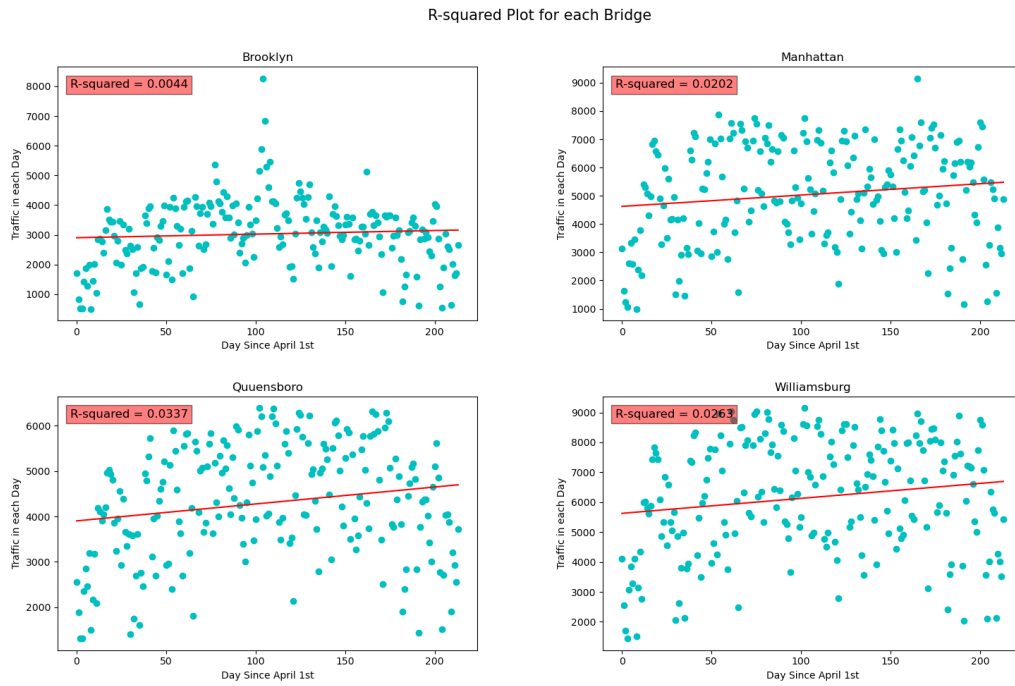 R-squared Plot for each Bridge
Brooklyn
R-squared = 0.0044
Traffic in each Day
8000
7000
6000
5000
4000
3000
2000
1000
0
50
100
150
200
Day Since April 1st
Manhattan
R-squared = 0.0202
Traffic in each Day
9000
8000
7000
6000
5000
4000
3000
2000
1000
0
50
100
150
200
Day Since April 1st
Quuensboro
R-squared = 0.0337
Traffic in each Day
6000
5000
4000
3000
2000
0
50
100
150
200
Day Since April 1st
Williamsburg
R-squared = 0.0263
Traffic in each Day
9000
8000
7000
6000
5000
4000
3000
2000
0
50
100
150
200
Day Since April 1st